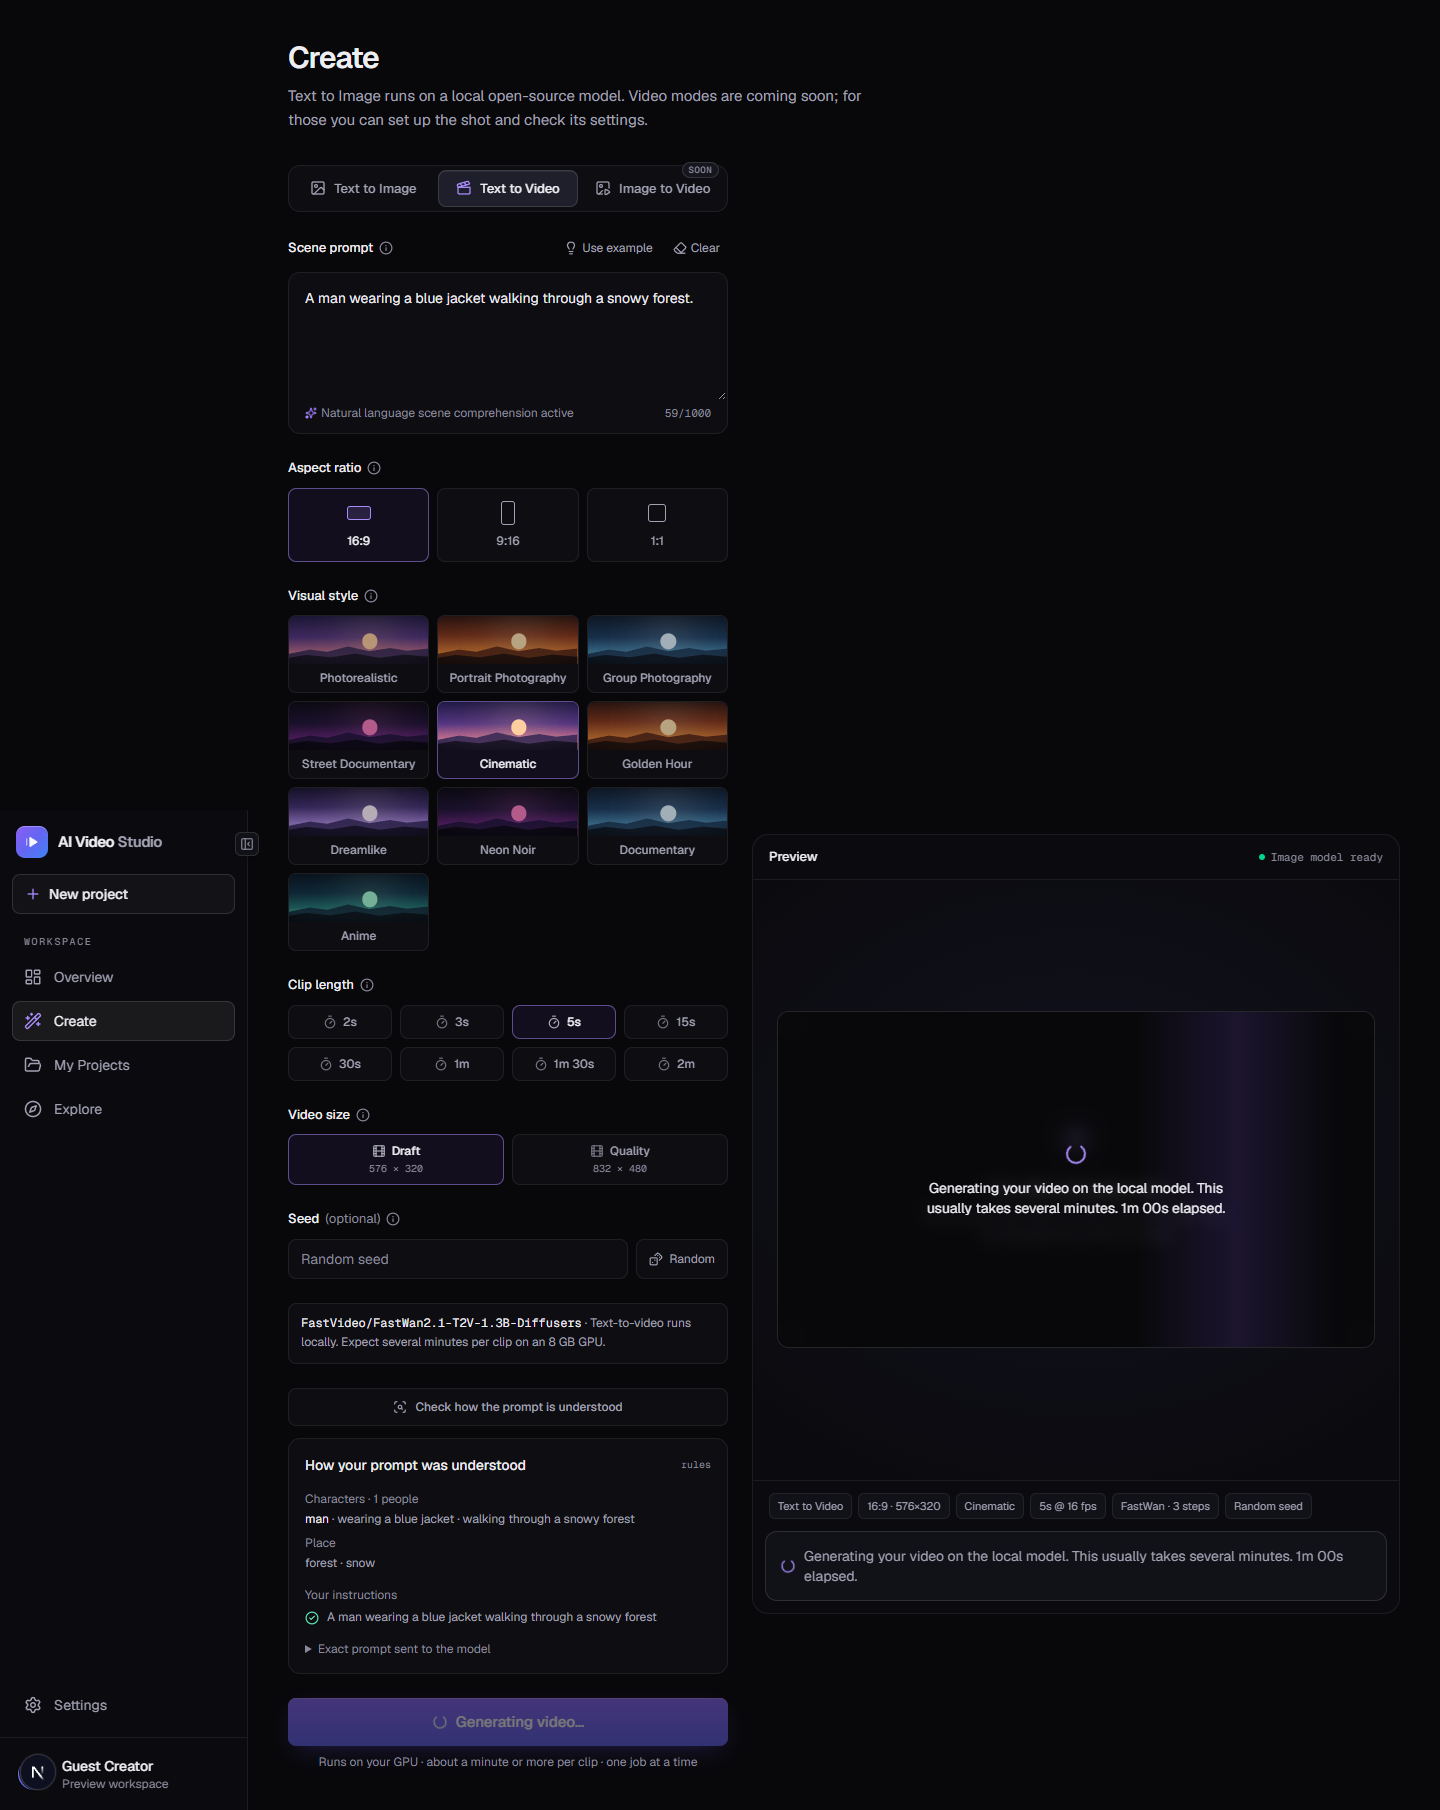 Create
Text to Image runs on a local open-source model. Video modes are coming soon; for
those you can set up the shot and check its settings.
SOON
Text to Image
Text to Video
Image to Video
Scene prompt
Use example
Clear
A man wearing a blue jacket walking through a snowy forest.
Natural language scene comprehension active
59/1000
Aspect ratio
16:9
9:16
1:1
Visual style
Photorealistic
Portrait Photography
Group Photography
Street Documentary
Cinematic
Golden Hour
Dreamlike
Neon Noir
Documentary
Anime
Clip length
2s
3s
5s
15s
30s
1m
1m 30s
2m
Video size
Draft
576 × 320
Quality
832 × 480
Seed (optional)
Random seed
Random
FastVideo/FastWan2.1-T2V-1.3B-Diffusers · Text-to-video runs
locally. Expect several minutes per clip on an 8 GB GPU.
Check how the prompt is understood
How your prompt was understood
rules
Characters · 1 people
man · wearing a blue jacket · walking through a snowy forest
Place
forest · snow
Your instructions
A man wearing a blue jacket walking through a snowy forest
Exact prompt sent to the model
Generating video...
Runs on your GPU · about a minute or more per clip · one job at a time
AI Video Studio
New project
WORKSPACE
Overview
Create
My Projects
Explore
Settings
N
Guest Creator
Preview workspace
Preview
Image model ready
Generating your video on the local model. This
usually takes several minutes. 1m 00s elapsed.
Text to Video
16:9 · 576×320
Cinematic
5s @ 16 fps
FastWan · 3 steps
Random seed
Generating your video on the local model. This usually takes several minutes. 1m 00s
elapsed.